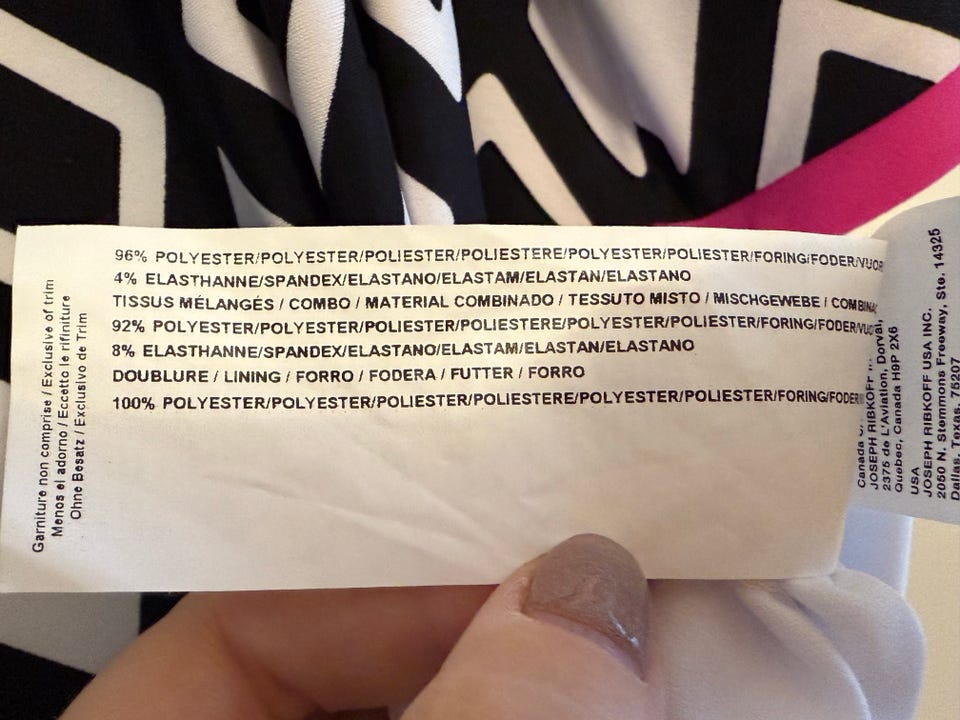 96% POLYESTER/POLYESTER/POLIESTER/POLIESTERE/POLYESTER/POLIESTER/FORING/FODER/VUOR
4% ELASTHANNE/SPANDEX/ELASTANO/ELASTAM/ELASTAN/ELASTANO
TISSUS MÉLANGÉS / COMBO / MATERIAL COMBINADO / TESSUTO MISTO / MISCHGEWEBE /
92% POLYESTER/POLYESTER/POLIESTER/POLIESTERE/POLYESTER/POLIESTER/FORING/FODER/
8% ELASTHANNE/SPANDEX/ELASTANO/ELASTAM/ELASTAN/ELASTANO
DOUBLURE / LINING / FORRO / FODERA / FUTTER / FORRO
100% POLYESTER/POLYESTER/POLIESTER/POLIESTERE/POLYESTER/POLIESTER/FORING/FODER
Garniture non comprise / Exclusive of trim
Menos el adorno / Eccetto le rifiniture
Ohne Besatz / Exclusivo de Trim
Canada
JOSEPH RIBKOFF
2375 de L'Aviation, Dorval,
Quebec, Canada H9P 2X6
USA
JOSEPH RIBKOFF USA INC.
2050 N. Stemmons Freeway, Ste. 14325
Dallas, Texas, 75207